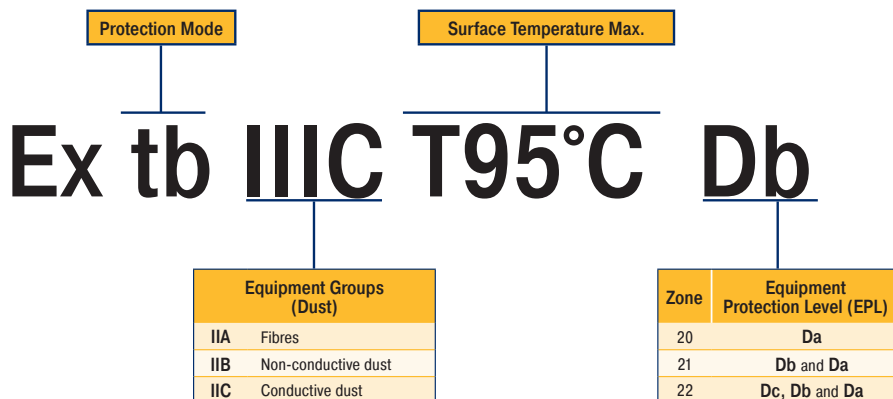 Protection Mode
Surface Temperature Max.
Ex tb IIIC T95°C Db
Equipment Groups
(Dust)
IIA Fibres
IIB Non-conductive dust
IIC Conductive dust
Zone Equipment
Protection Level (EPL)
20 Da
21 Db and Da
22 Dc, Db and Da